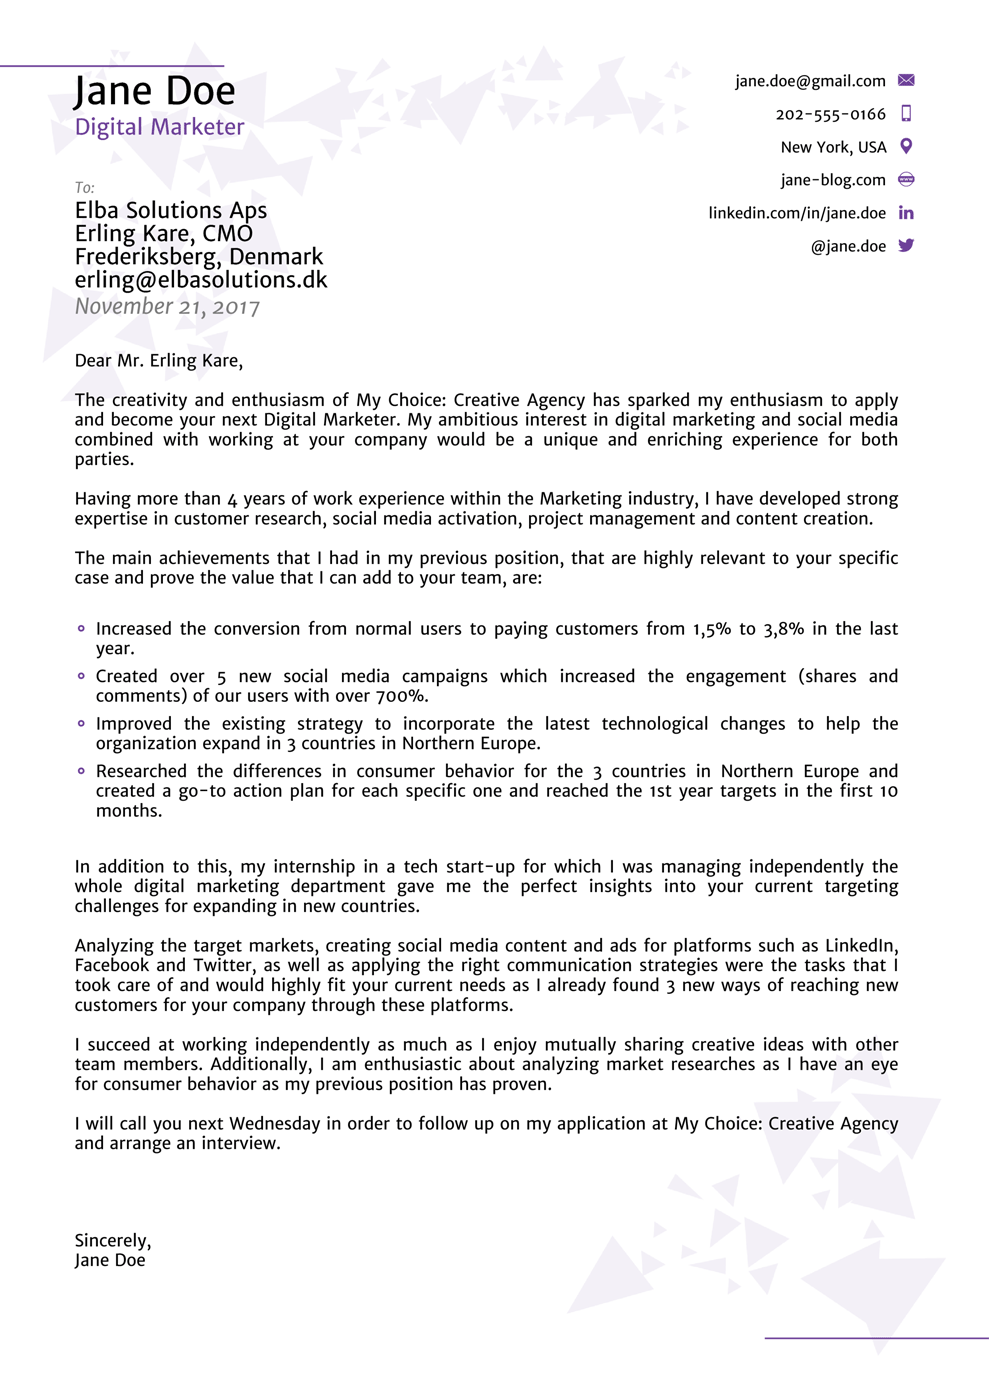 Jane Doe
Digital Marketer
jane.doe@gmail.com
202-555-0166
New York, USA
jane-blog.com
linkedin.com/in/jane.doe
@jane.doe
To:
Elba Solutions Aps
Erling Kare, CMO
Frederiksberg, Denmark
erling@elbasolutions.dk
November 21, 2017
Dear Mr. Erling Kare,
The creativity and enthusiasm of My Choice: Creative Agency has sparked my enthusiasm to apply
and become your next Digital Marketer. My ambitious interest in digital marketing and social media
combined with working at your company would be a unique and enriching experience for both
parties.
Having more than 4 years of work experience within the Marketing industry, I have developed strong
expertise in customer research, social media activation, project management and content creation.
The main achievements that I had in my previous position, that are highly relevant to your specific
case and prove the value that I can add to your team, are:
Increased the conversion from normal users to paying customers from 1,5% to 3,8% in the last
year.
Created over 5 new social media campaigns which increased the engagement (shares and
comments) of our users with over 700%.
Improved the existing strategy to incorporate the latest technological changes to help the
organization expand in 3 countries in Northern Europe.
Researched the differences in consumer behavior for the 3 countries in Northern Europe and
created a go-to action plan for each specific one and reached the 1st year targets in the first 10
months.
In addition to this, my internship in a tech start-up for which I was managing independently the
whole digital marketing department gave me the perfect insights into your current targeting
challenges for expanding in new countries.
Analyzing the target markets, creating social media content and ads for platforms such as LinkedIn,
Facebook and Twitter, as well as applying the right communication strategies were the tasks that I
took care of and would highly fit your current needs as I already found 3 new ways of reaching new
customers for your company through these platforms.
I succeed at working independently as much as I enjoy mutually sharing creative ideas with other
team members. Additionally, I am enthusiastic about analyzing market researches as I have an eye
for consumer behavior as my previous position has proven.
I will call you next Wednesday in order to follow up on my application at My Choice: Creative Agency
and arrange an interview.
Sincerely,
Jane Doe